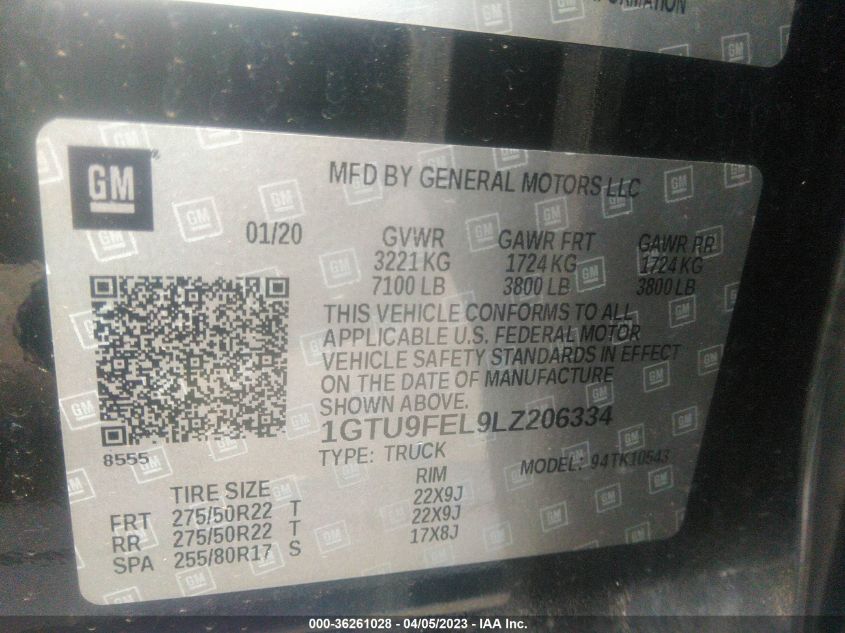 GM
MFD BY GENERAL MOTORS LLC
01/20
GVWR GAWR FRT GAWR RR
3221 KG 1724 KG 1724 KG
7100 LB 3800 LB 3800 LB
THIS VEHICLE CONFORMS TO ALL
APPLICABLE U.S. FEDERAL MOTOR
VEHICLE SAFETY STANDARDS IN EFFECT
ON THE DATE OF MANUFACTURE
SHOWN ABOVE.
1GTU9FEL9LZ206334
8555
TYPE: TRUCK MODEL: 94TK10543
TIRE SIZE RIM
FRT 275/50R22 T 22X9J
RR 275/50R22 T 22X9J
SPA 255/80R17 S 17X8J
000-36261028 - 04/05/2023 - IAA Inc.